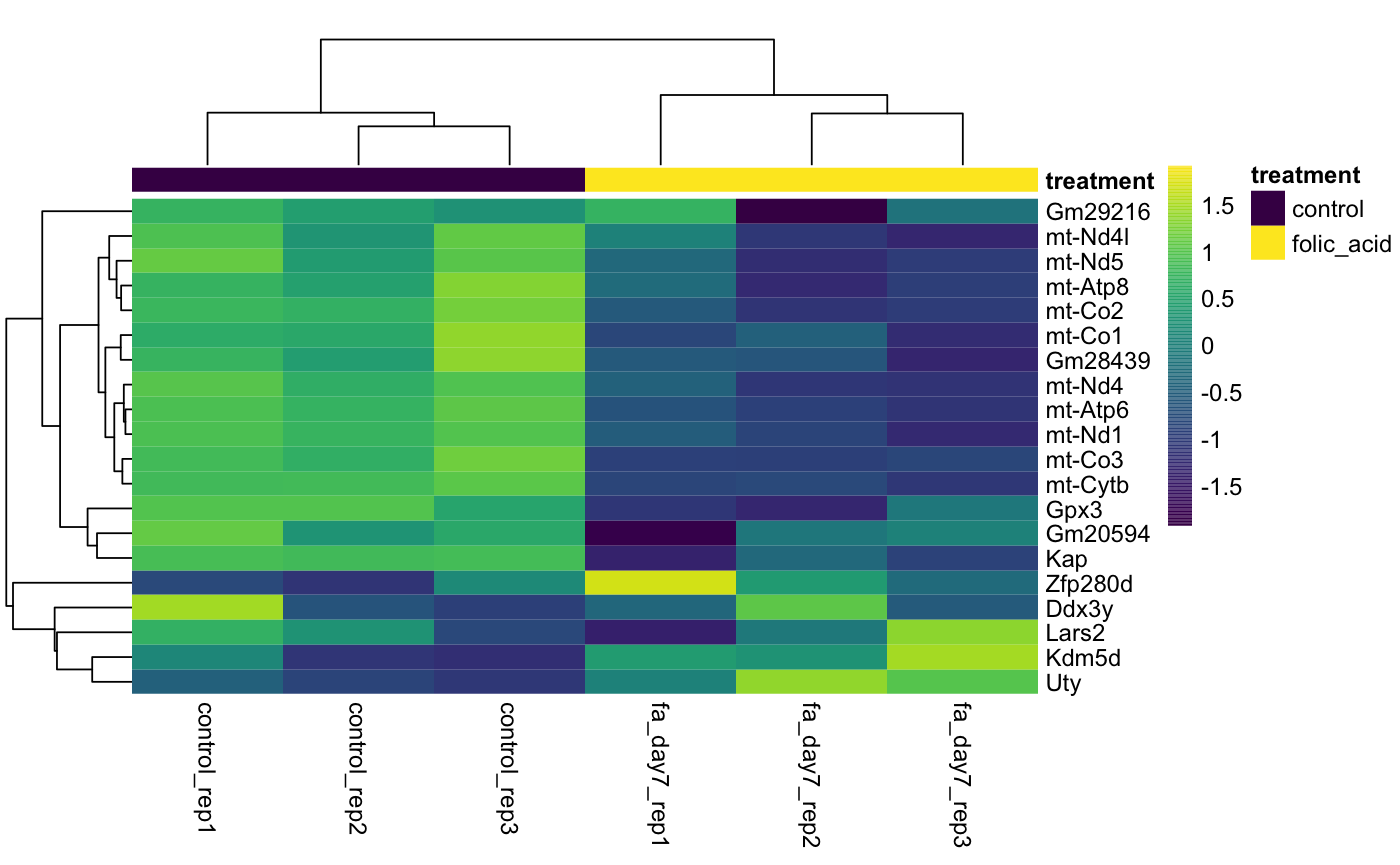 treatment
Gm29216
mt-Nd4l
mt-Nd5
mt-Atp8
mt-Co2
mt-Co1
Gm28439
mt-Nd4
mt-Atp6
mt-Nd1
mt-Co3
mt-Cytb
Gpx3
Gm20594
Kap
Zfp280d
Ddx3y
Lars2
Kdm5d
Uty
control_rep1
control_rep2
control_rep3
fa_day7_rep1
fa_day7_rep2
fa_day7_rep3
1.5
1
0.5
0
-0.5
-1
-1.5
treatment
control
folic_acid